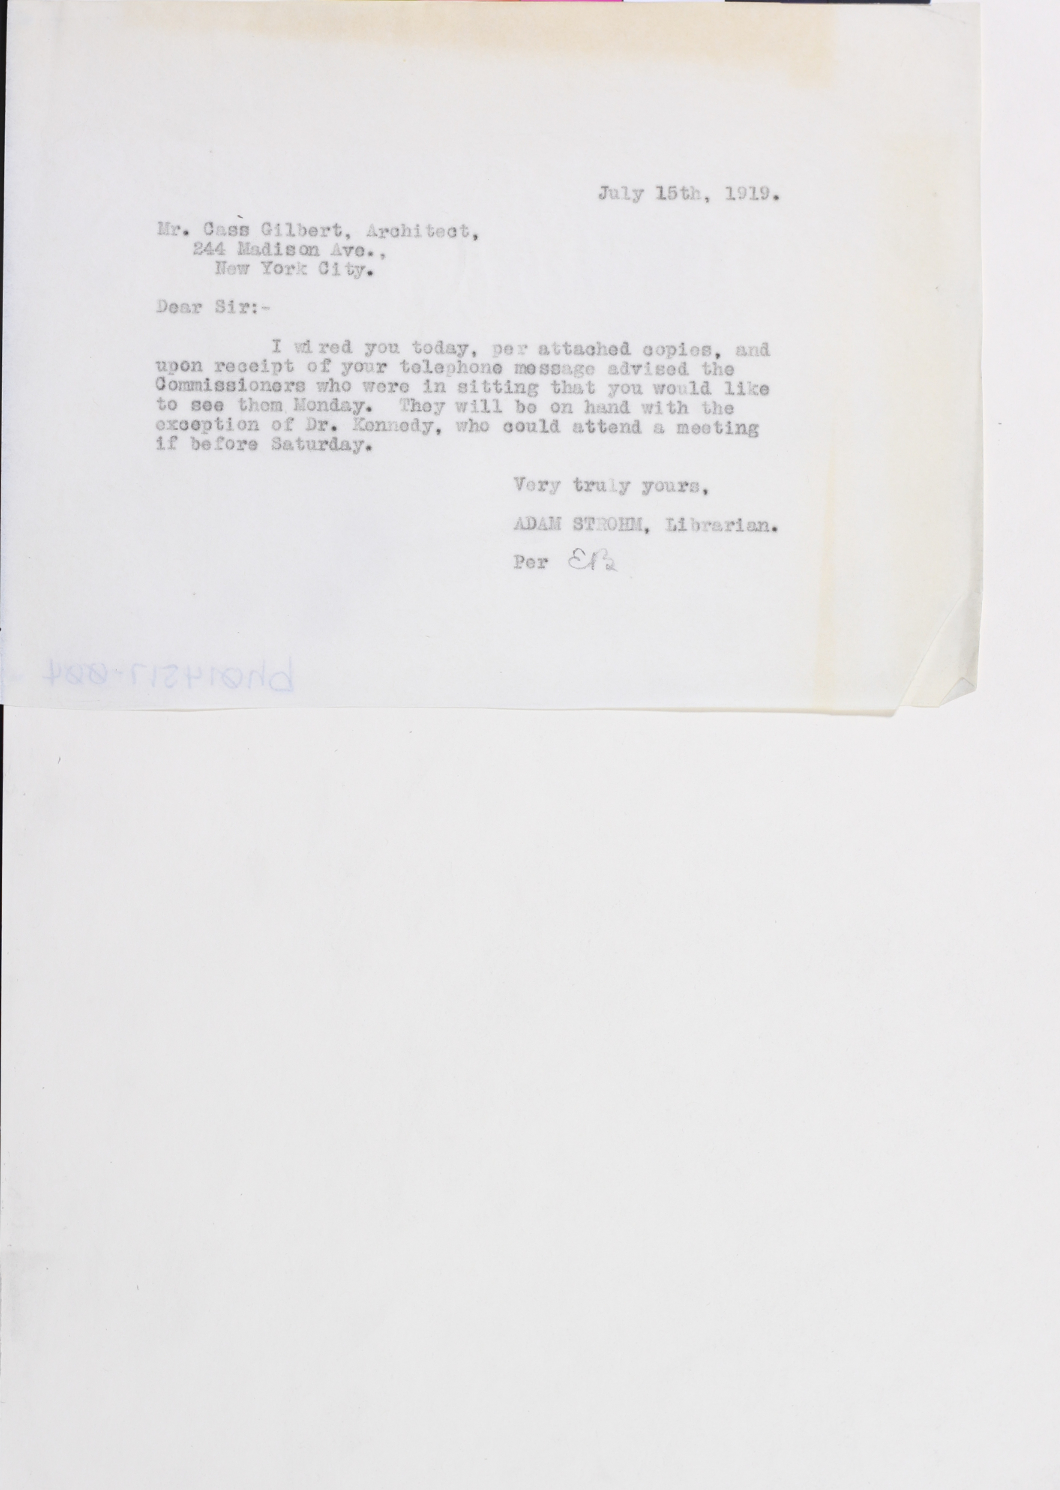 July 15th, 1919.
Mr. Cass Gilbert, Architect,
244 Madison Ave.,
New York City.
Dear Sir:-
I wired you today, per attached copies, and
upon receipt of your telephone message advised the
Commissioners who were in sitting that you would like
to see them Monday. They will be on hand with the
exception of Dr. Kennedy, who could attend a meeting
if before Saturday.
Very truly yours,
ADAM STROHM, Librarian.
Per EB
bh014517-004